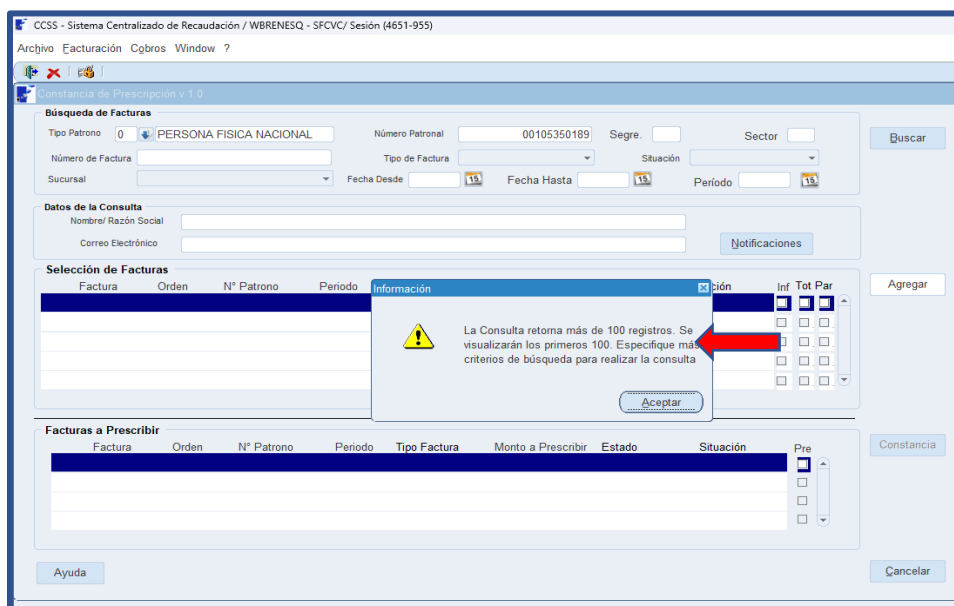 CCSS - Sistema Centralizado de Recaudación / WBRENESQ - SFCVC/ Sesión (4651-955)
Archivo Facturación Cobros Window ?
Constancia de Prescripción v 1.0
Búsqueda de Facturas
Tipo Patrono 0 PERSONA FISICA NACIONAL Número Patronal 00105350189 Segre. Sector Buscar
Número de Factura Tipo de Factura Situación
Sucursal Fecha Desde 15 Fecha Hasta 15 Período 15
Datos de la Consulta
Nombre/ Razón Social
Correo Electrónico Notificaciones
Selección de Facturas
Factura Orden N° Patrono Periodo ción Inf Tot Par Agregar
Información
La Consulta retorna más de 100 registros. Se
visualizarán los primeros 100. Especifique más
criterios de búsqueda para realizar la consulta
Aceptar
Facturas a Prescribir
Factura Orden N° Patrono Periodo Tipo Factura Monto a Prescribir Estado Situación Pre Constancia
Ayuda Cancelar